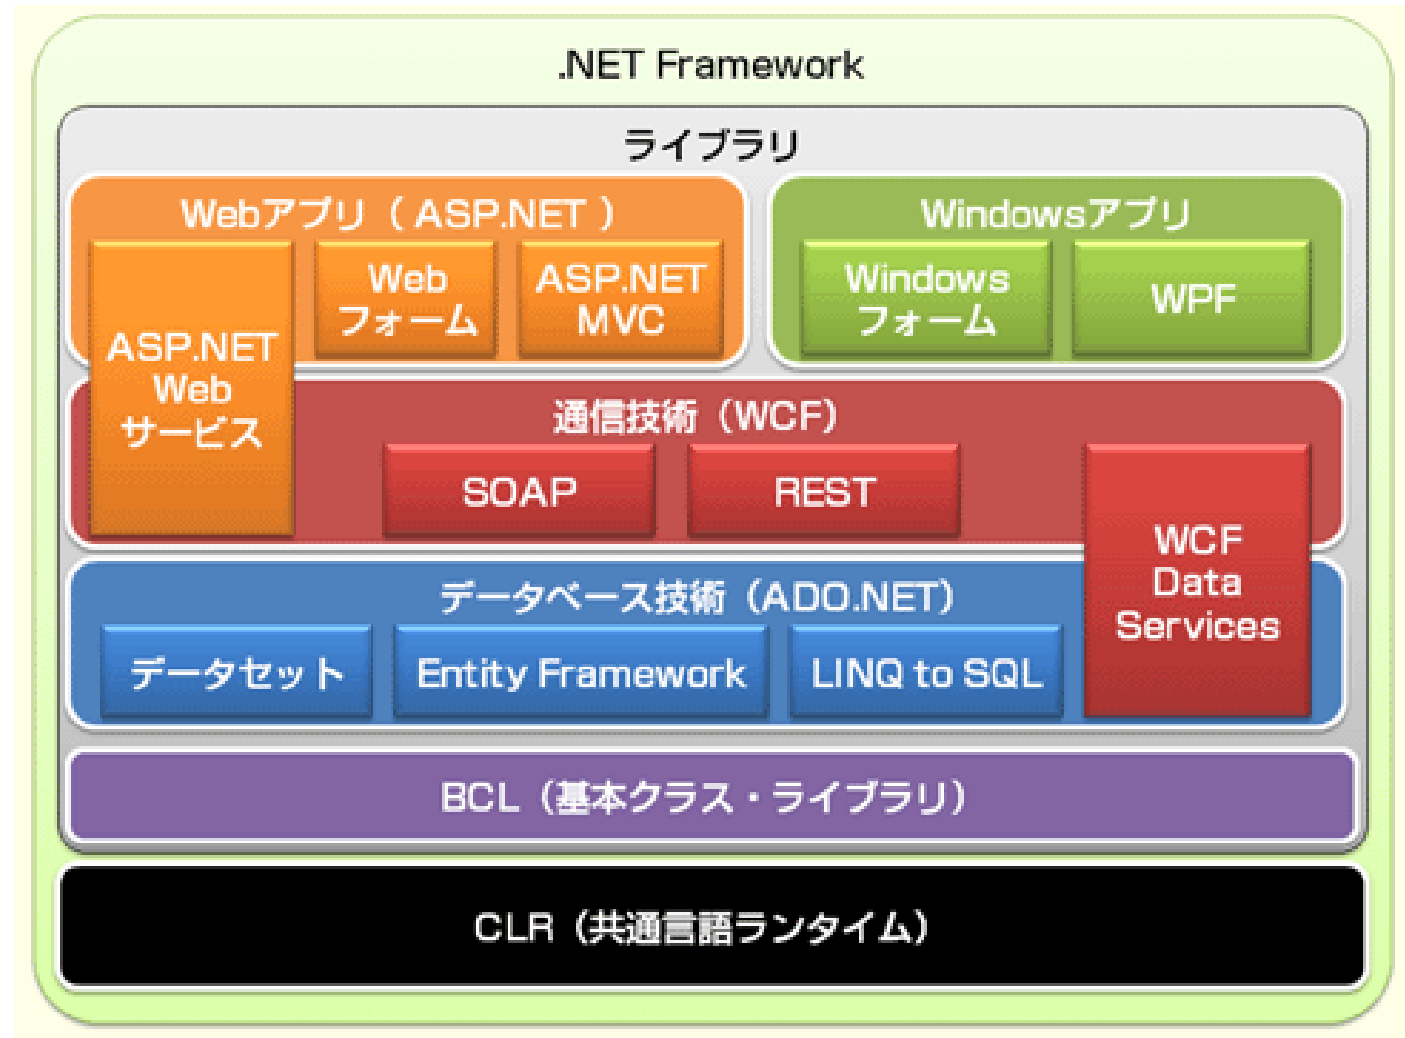 .NET Framework
ライブラリ
Webアプリ（ ASP.NET ）
ASP.NET
Web
サービス
Web
フォーム
ASP.NET
MVC
Windowsアプリ
Windows
フォーム
WPF
通信技術（WCF）
SOAP
REST
WCF
Data
Services
データベース技術（ADO.NET）
データセット
Entity Framework
LINQ to SQL
BCL（基本クラス・ライブラリ）
CLR（共通言語ランタイム）